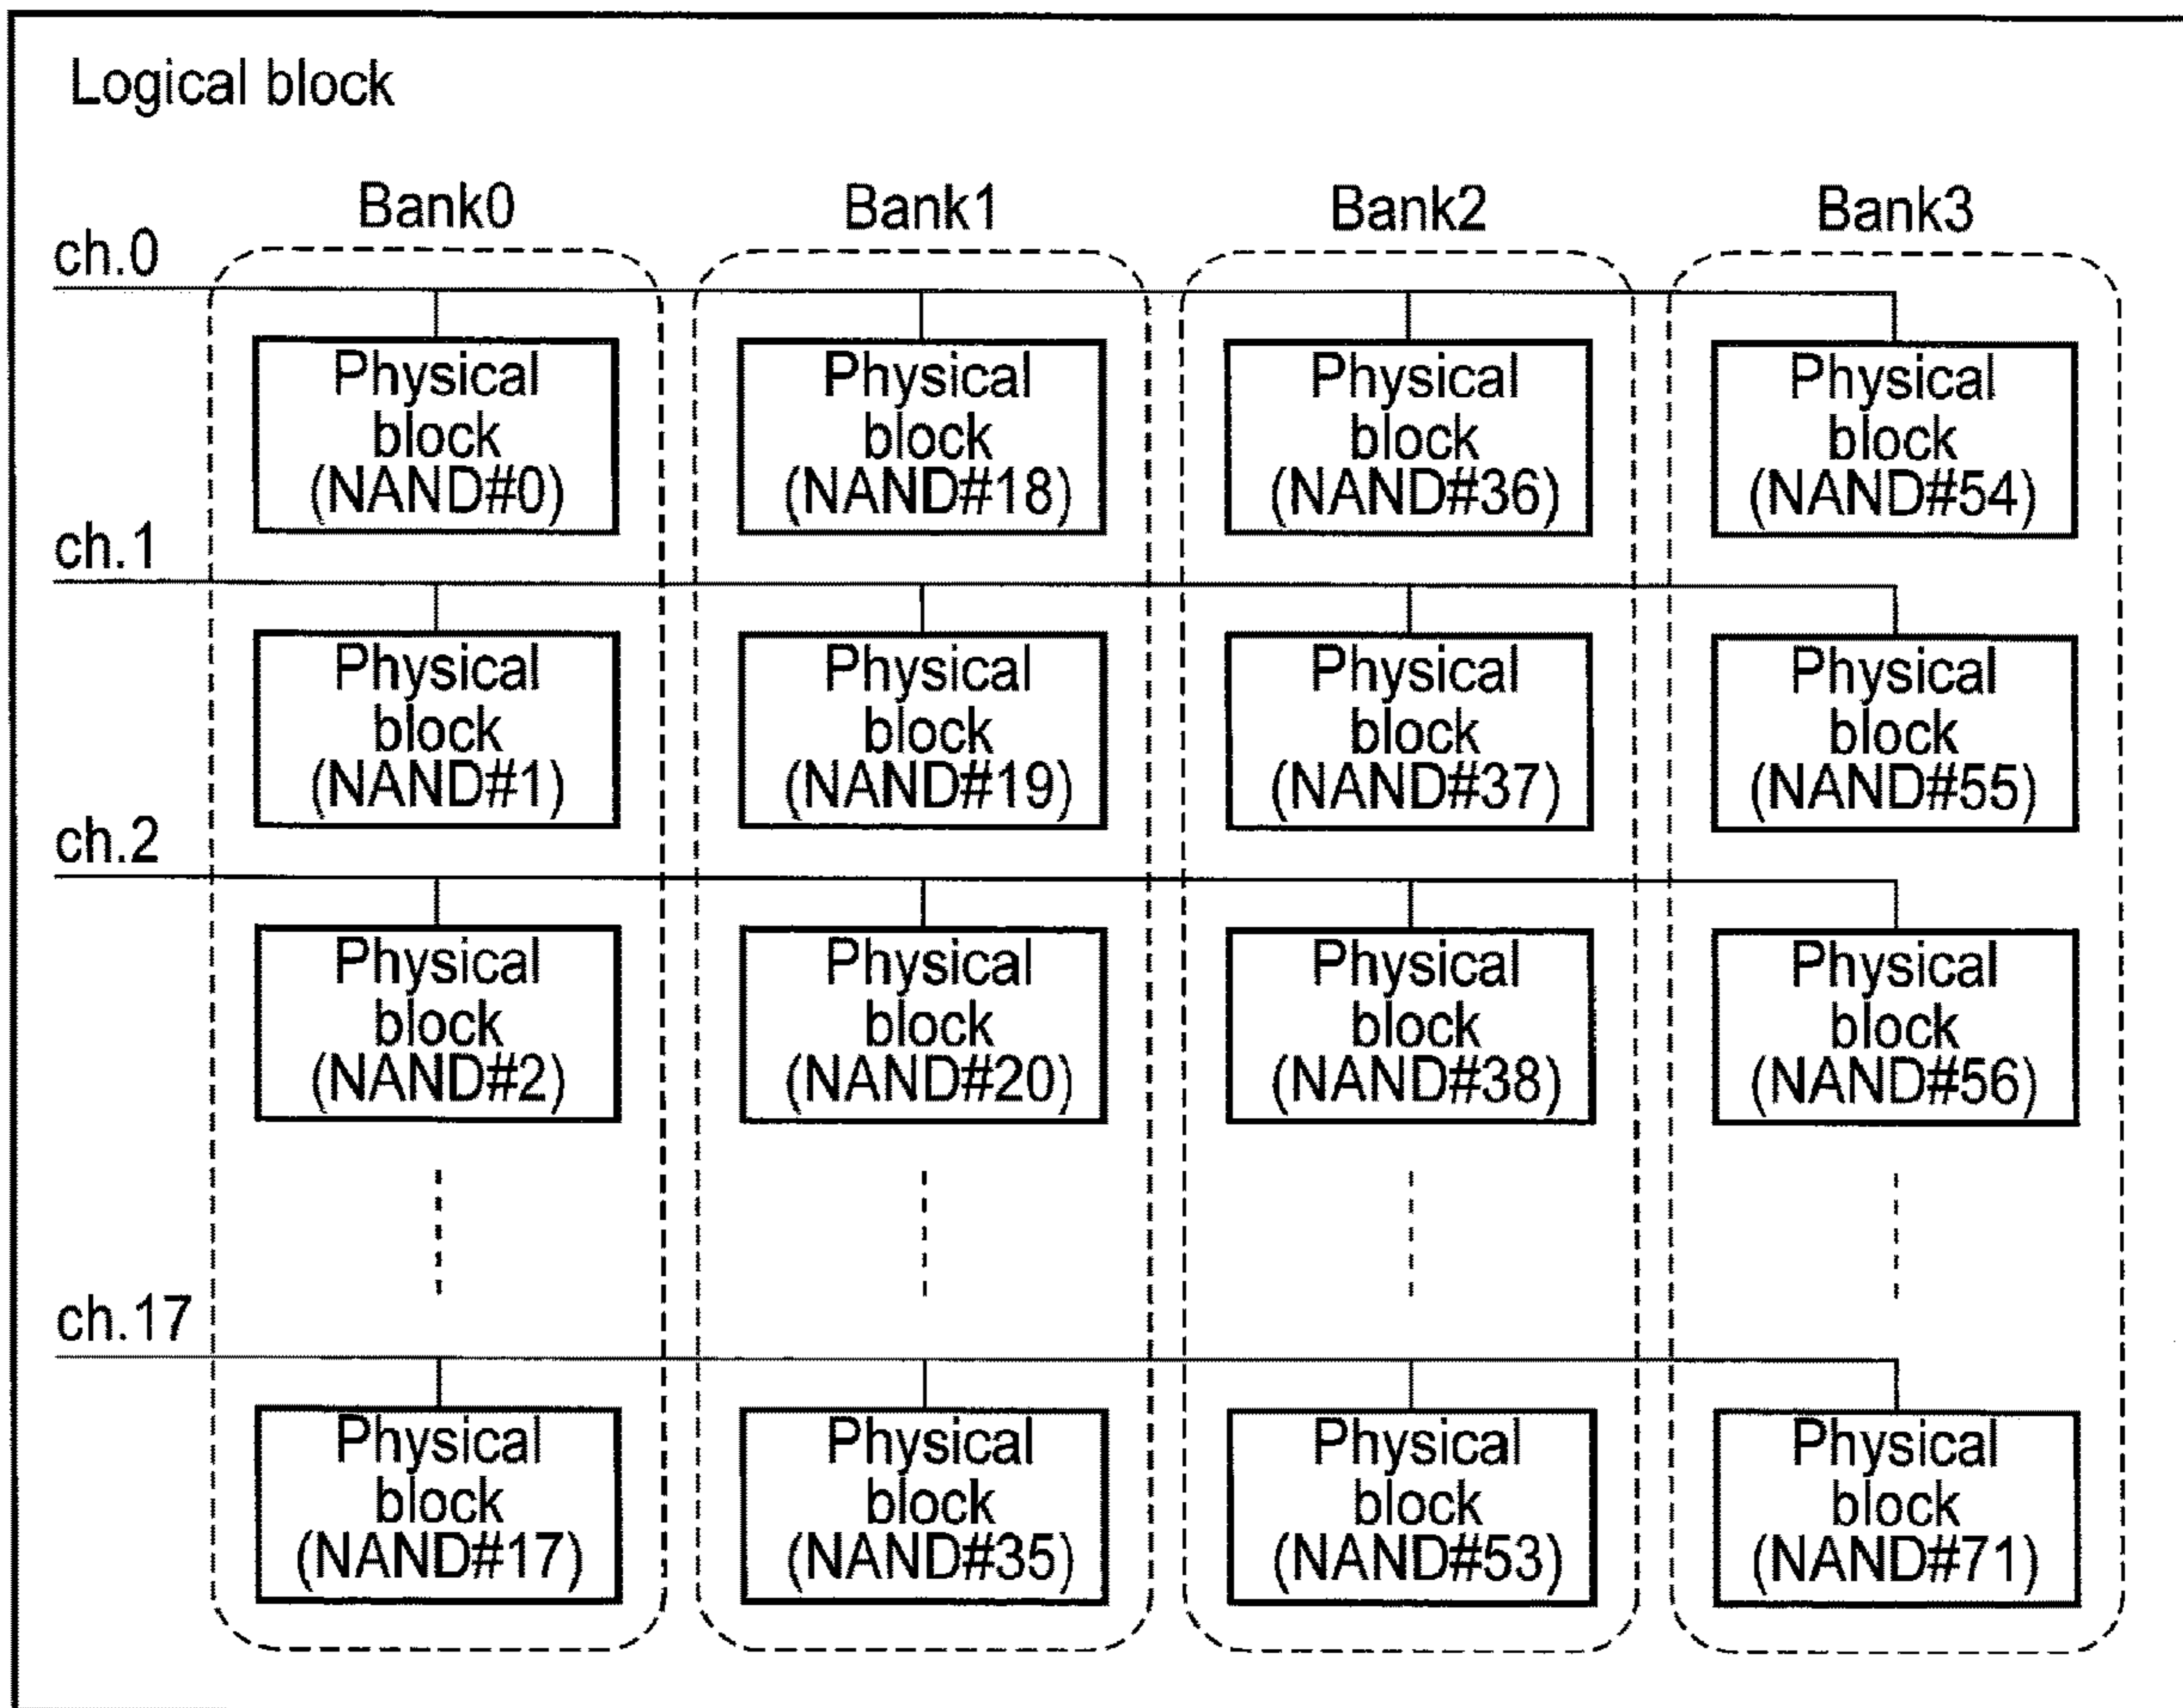 Logical block
Bank0 Bank1 Bank2 Bank3
ch.0
Physical block (NAND#0)
Physical block (NAND#18)
Physical block (NAND#36)
Physical block (NAND#54)
ch.1
Physical block (NAND#1)
Physical block (NAND#19)
Physical block (NAND#37)
Physical block (NAND#55)
ch.2
Physical block (NAND#2)
Physical block (NAND#20)
Physical block (NAND#38)
Physical block (NAND#56)
ch.17
Physical block (NAND#17)
Physical block (NAND#35)
Physical block (NAND#53)
Physical block (NAND#71)